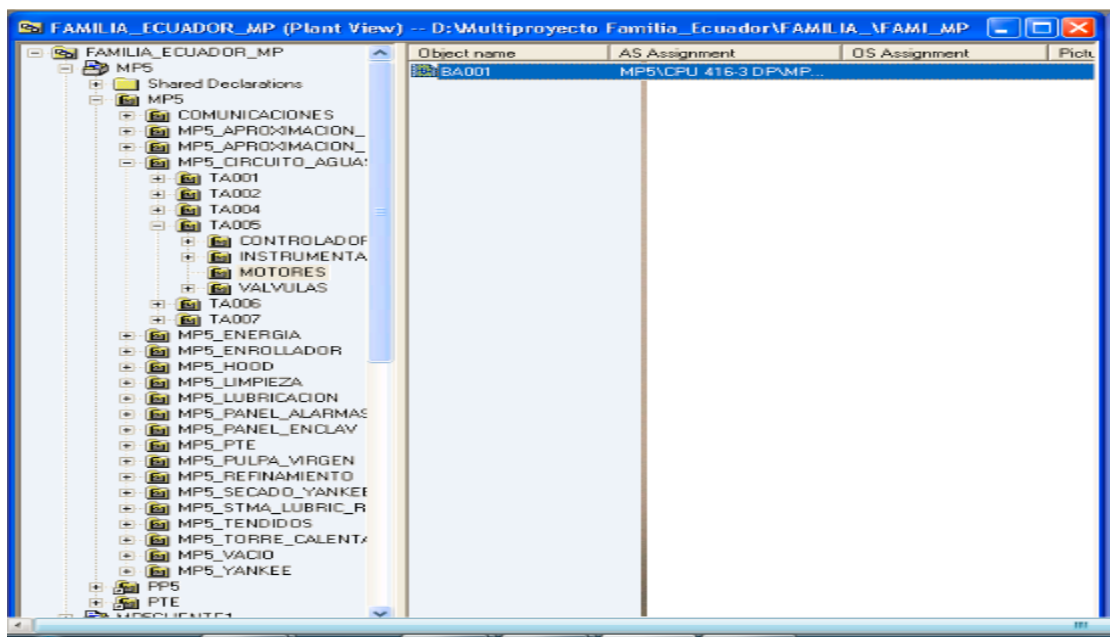 FAMILIA_ECUADOR_MP (Plant View) -- D:\Multiproyecto Familia_Ecuador\FAMILIA_\FAMI_MP
FAMILIA_ECUADOR_MP
MP5
Shared Declarations
MP5
COMUNICACIONES
MP5_APROXIMACION_
MP5_APROXIMACION_
MP5_CIRCUITO_AGUAS
TA001
TA002
TA004
TA005
CONTROLADOR
INSTRUMENTA
MOTORES
VALVULAS
TA006
TA007
MP5_ENERGIA
MP5_ENROLLADOR
MP5_HOOD
MP5_LIMPIEZA
MP5_LUBRICACION
MP5_PANEL_ALARMAS
MP5_PANEL_ENCLAV
MP5_PTE
MP5_PULPA_VIRGEN
MP5_REFINAMIENTO
MP5_SECADO_YANKEE
MP5_STMA_LUBRIC_R
MP5_TENDIDOS
MP5_TORRE_CALENTA
MP5_VACIO
MP5_YANKEE
PP5
PTE
Object name AS Assignment OS Assignment Pictu
BA001 MP5\CPU 416-3 DP\MP...